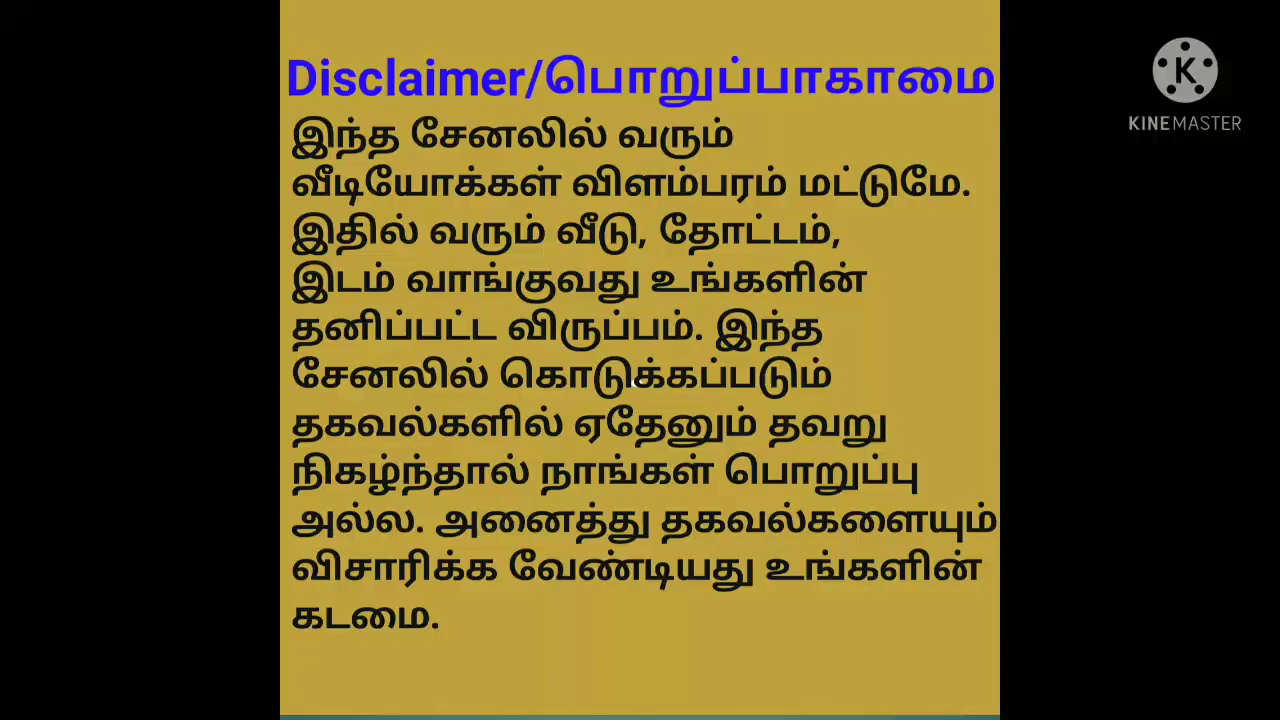 Disclaimer/பொறுப்பாகாமை
இந்த சேனலில் வரும்
வீடியோக்கள் விளம்பரம் மட்டுமே.
இதில் வரும் வீடு, தோட்டம்,
இடம் வாங்குவது உங்களின்
தனிப்பட்ட விருப்பம். இந்த
சேனலில் கொடுக்கப்படும்
தகவல்களில் ஏதேனும் தவறு
நிகழ்ந்தால் நாங்கள் பொறுப்பு
அல்ல. அனைத்து தகவல்களையும்
விசாரிக்க வேண்டியது உங்களின்
கடமை.
K
KINEMASTER